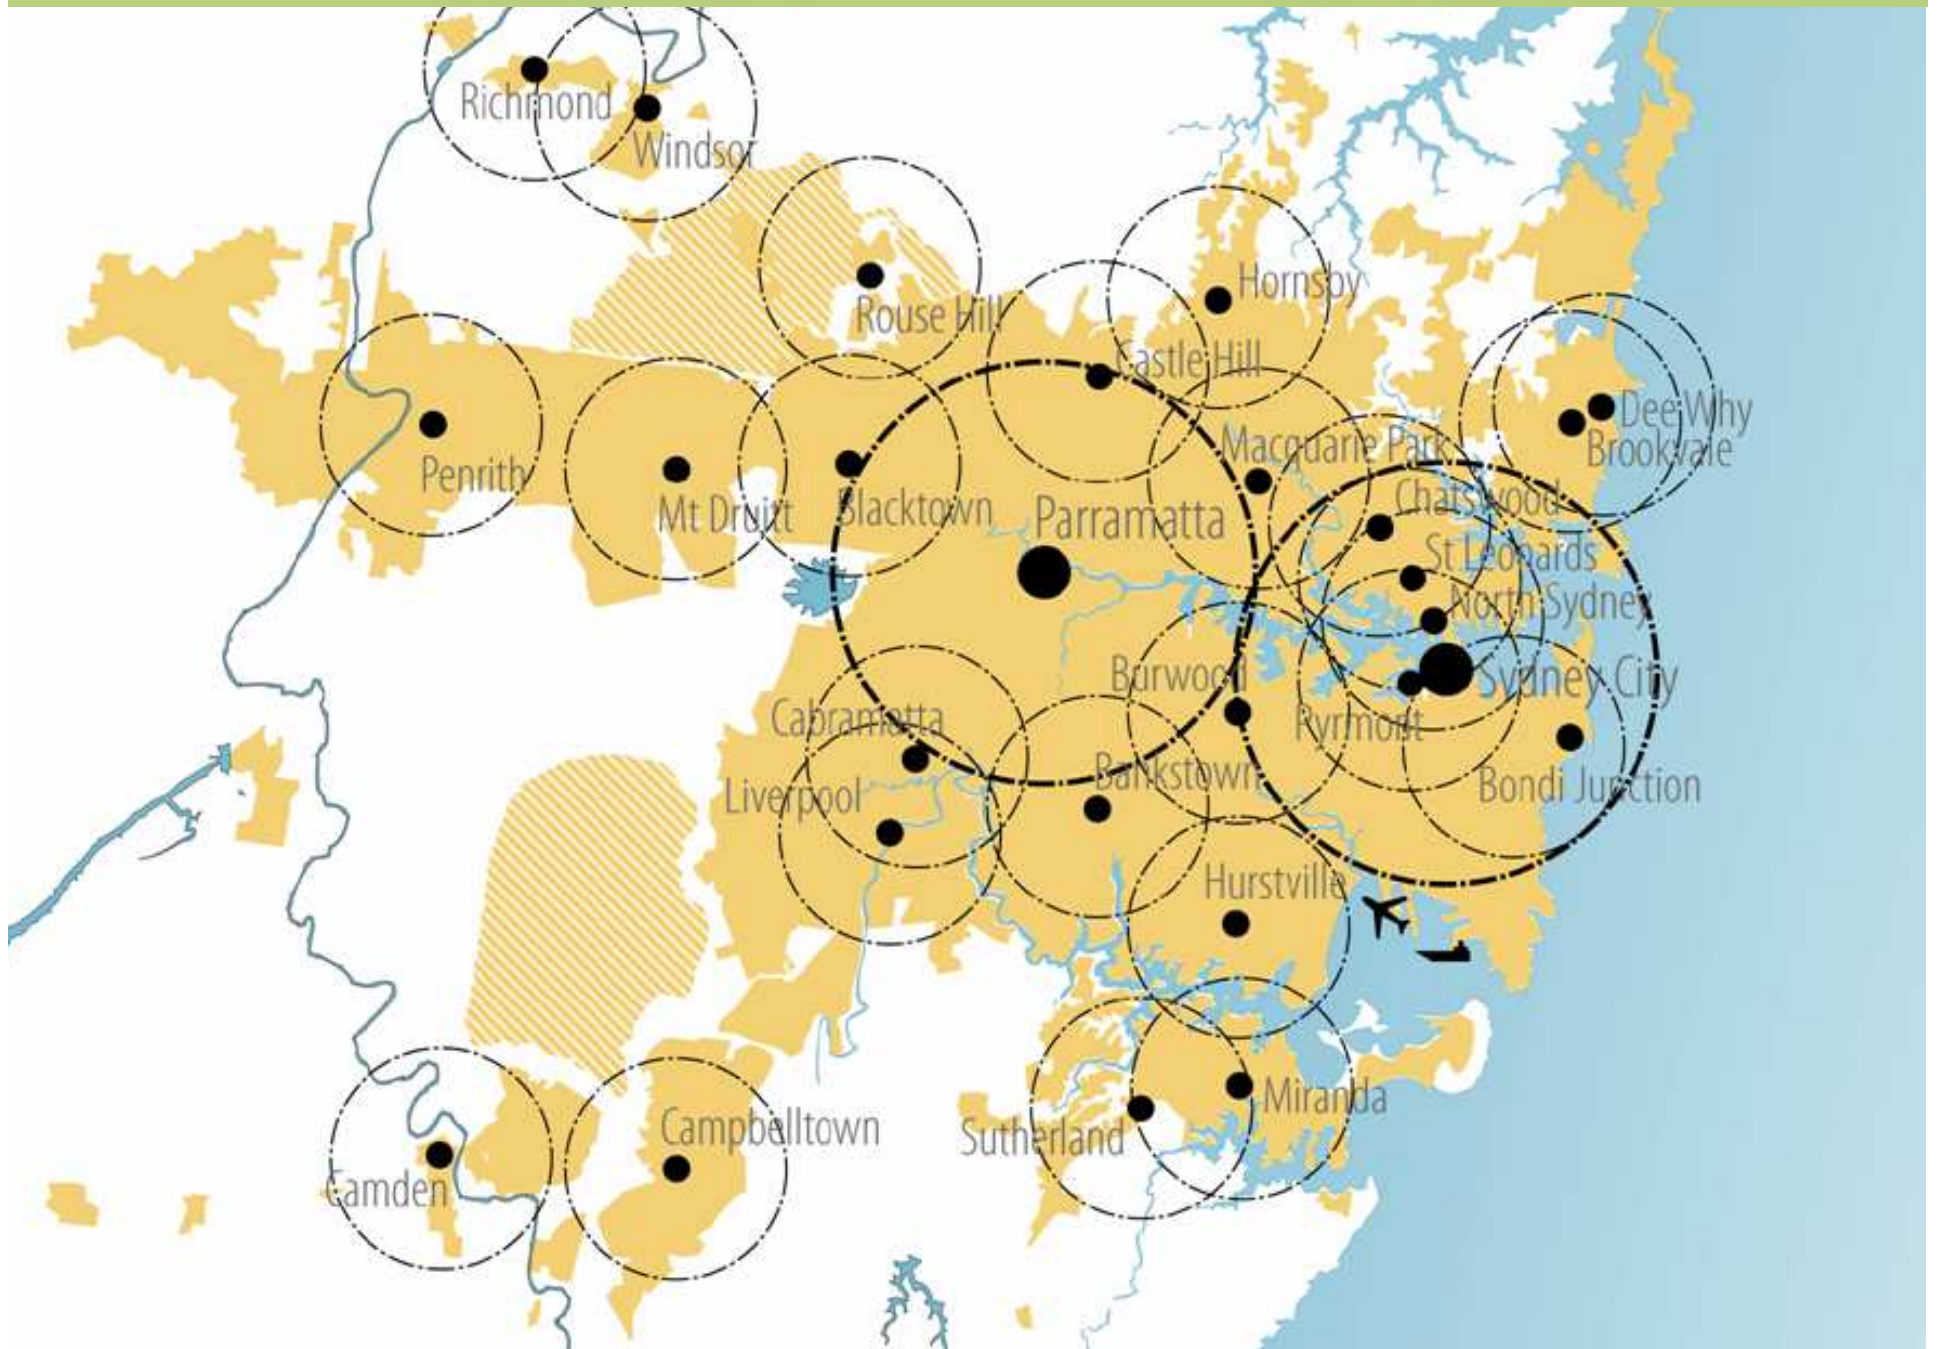 Richmond
Windsor
Rouse Hill
Hornsby
Castle Hill
Dee Why
Brookvale
Macquarie Park
Penrith
Mt Druitt
Blacktown
Parramatta
Chatswood
St Leonards
North Sydney
Burwood
Sydney City
Cabramatta
Pyrmont
Liverpool
Bankstown
Bondi Junction
Hurstville
Miranda
Sutherland
Campbelltown
Camden